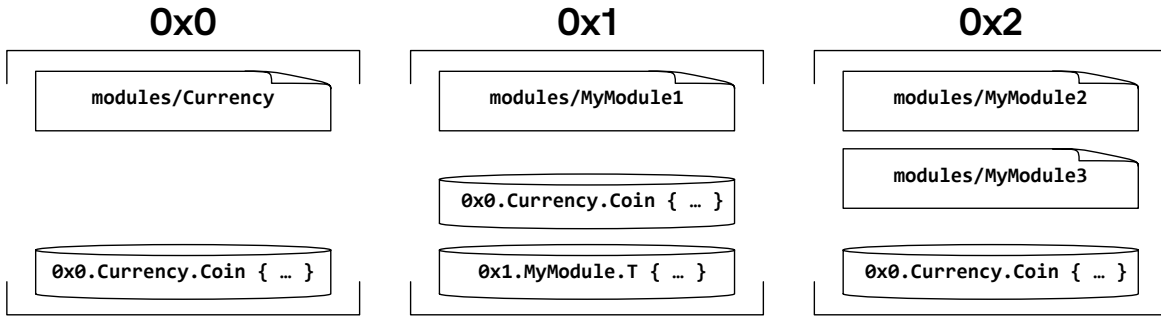 0x0
modules/Currency
0x0.Currency.Coin { … }
0x1
modules/MyModule1
0x0.Currency.Coin { … }
0x1.MyModule.T { … }
0x2
modules/MyModule2
modules/MyModule3
0x0.Currency.Coin { … }